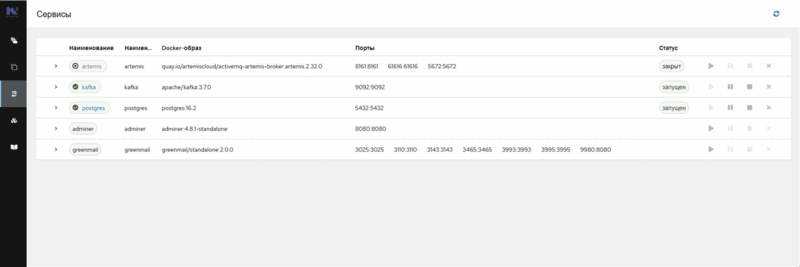 Сервисы
Наименование Наимен... Docker-образ Порты Статус
artemis artemis quay.io/artemiscloud/activemq-artemis-broker:artemis.2.32.0 8161:8161 61616:61616 5672:5672 закрыт
kafka kafka apache/kafka:3.7.0 9092:9092 запущен
postgres postgres postgres:16.2 5432:5432 запущен
adminer adminer adminer:4.8.1-standalone 8080:8080
greenmail greenmail greenmail/standalone:2.0.0 3025:3025 3110:3110 3143:3143 3465:3465 3993:3993 3995:3995 9980:8080